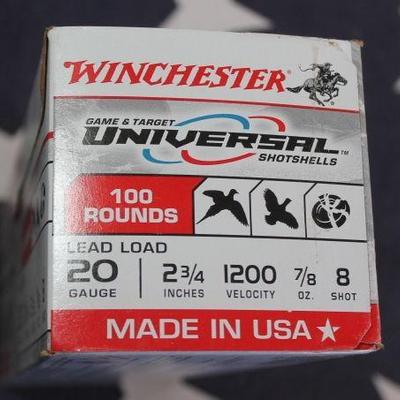 WINCHESTER
GAME & TARGET
UNIVERSAL™
SHOTSHELLS
100
ROUNDS
LEAD LOAD
20 2 3/4 1200 7/8 8
GAUGE INCHES VELOCITY OZ. SHOT
MADE IN USA